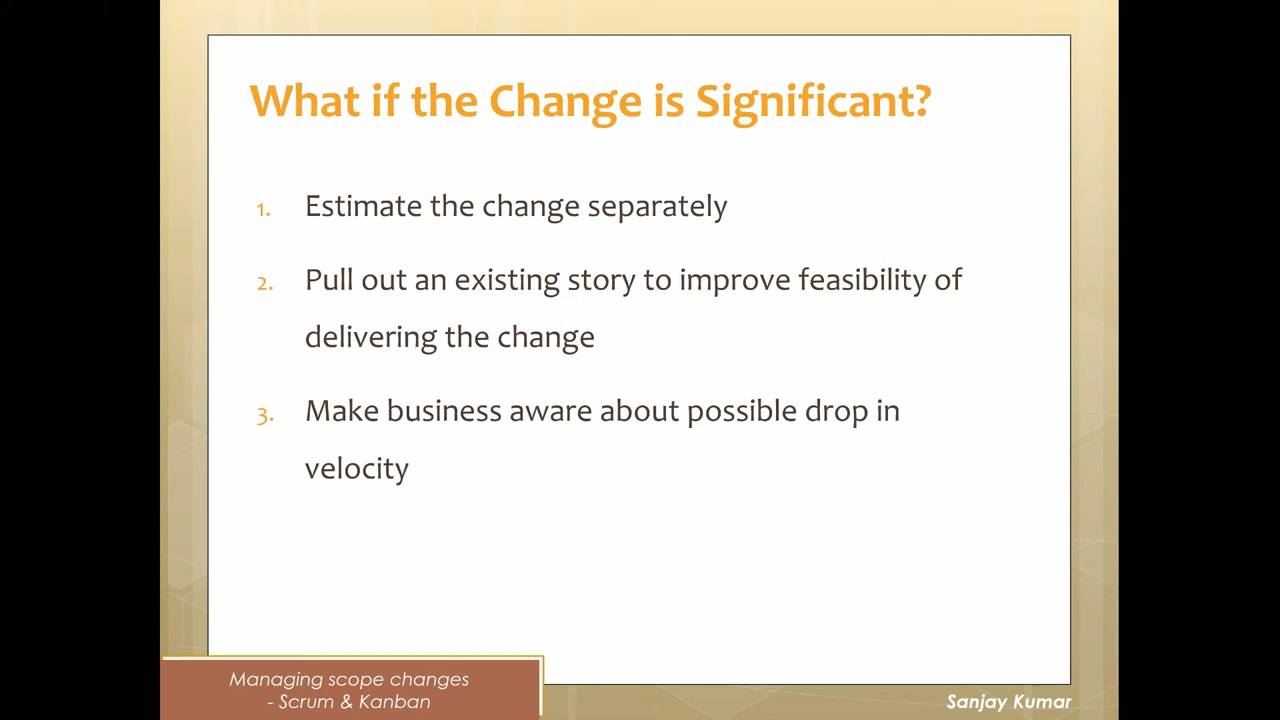 What if the Change is Significant?
1. Estimate the change separately
2. Pull out an existing story to improve feasibility of
delivering the change
3. Make business aware about possible drop in
velocity
Managing scope changes
- Scrum & Kanban
Sanjay Kumar